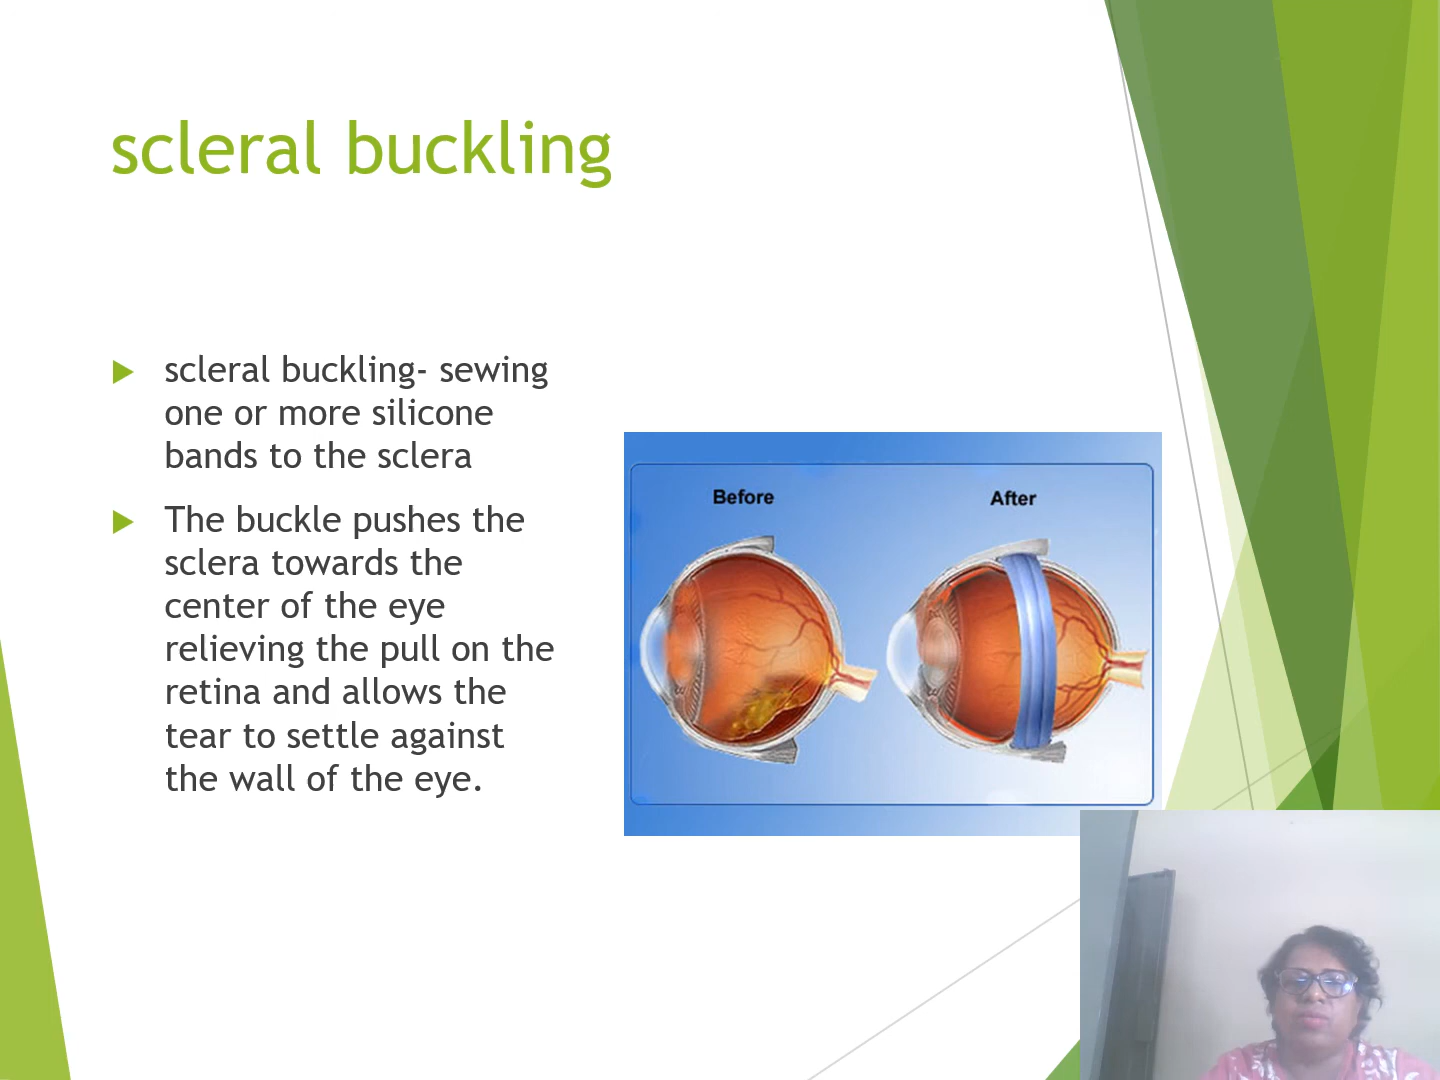 scleral buckling
scleral buckling- sewing
one or more silicone
bands to the sclera
The buckle pushes the
sclera towards the
center of the eye
relieving the pull on the
retina and allows the
tear to settle against
the wall of the eye.
Before
After